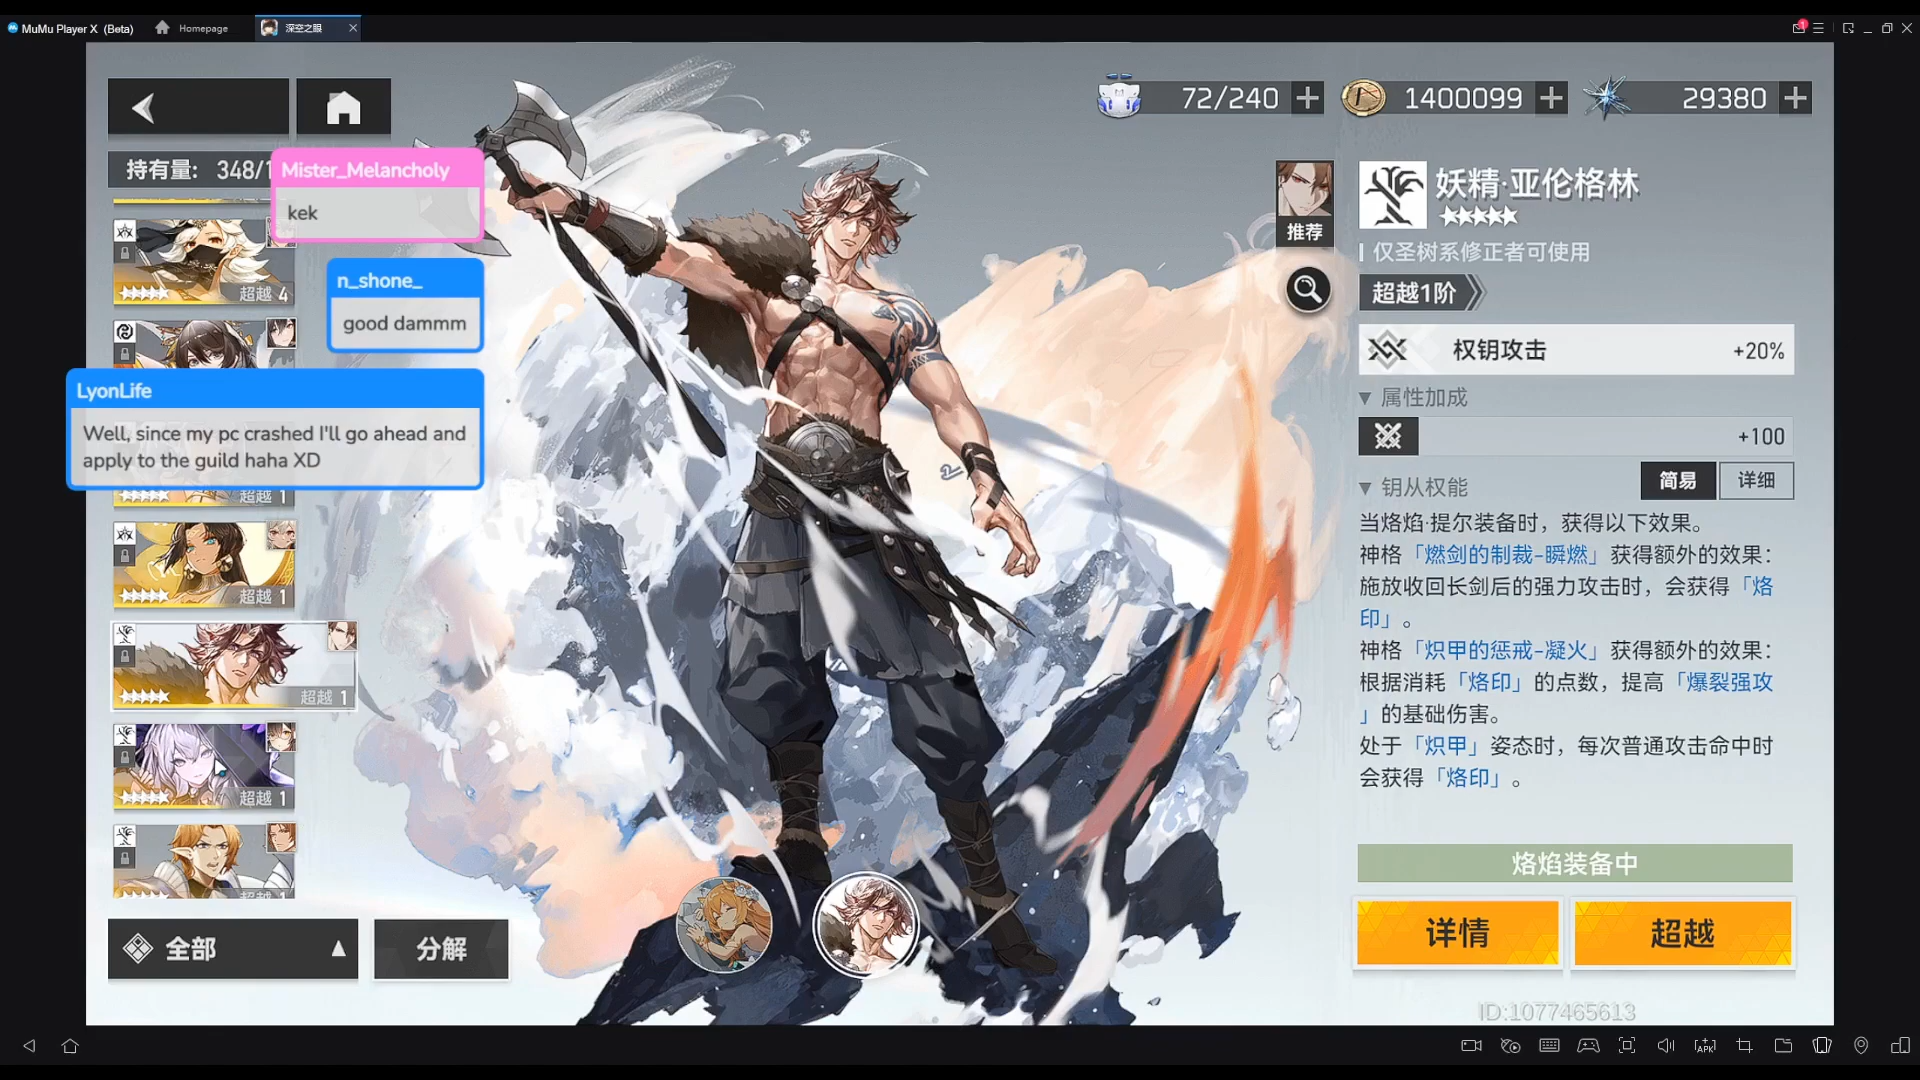 MuMu Player X (Beta)
Homepage
深空之眼
1
72/240
1400099
29380
持有量: 348/1
Mister_Melancholy
kek
n_shone_
good dammm
LyonLife
Well, since my pc crashed I'll go ahead and
apply to the guild haha XD
超越 4
超越 1
超越 1
超越 1
超越 1
超越 1
全部
分解
推荐
妖精·亚伦格林
仅圣树系修正者可使用
超越1阶
权钥攻击 +20%
属性加成
+100
钥从权能
简易 详细
当烙焰·提尔装备时，获得以下效果。
神格「燃剑的制裁-瞬燃」获得额外的效果：
施放收回长剑后的强力攻击时，会获得「烙
印」。
神格「炽甲的惩戒-凝火」获得额外的效果：
根据消耗「烙印」的点数，提高「爆裂强攻
」的基础伤害。
处于「炽甲」姿态时，每次普通攻击命中时
会获得「烙印」。
烙焰装备中
详情
超越
ID:1077465613
APK